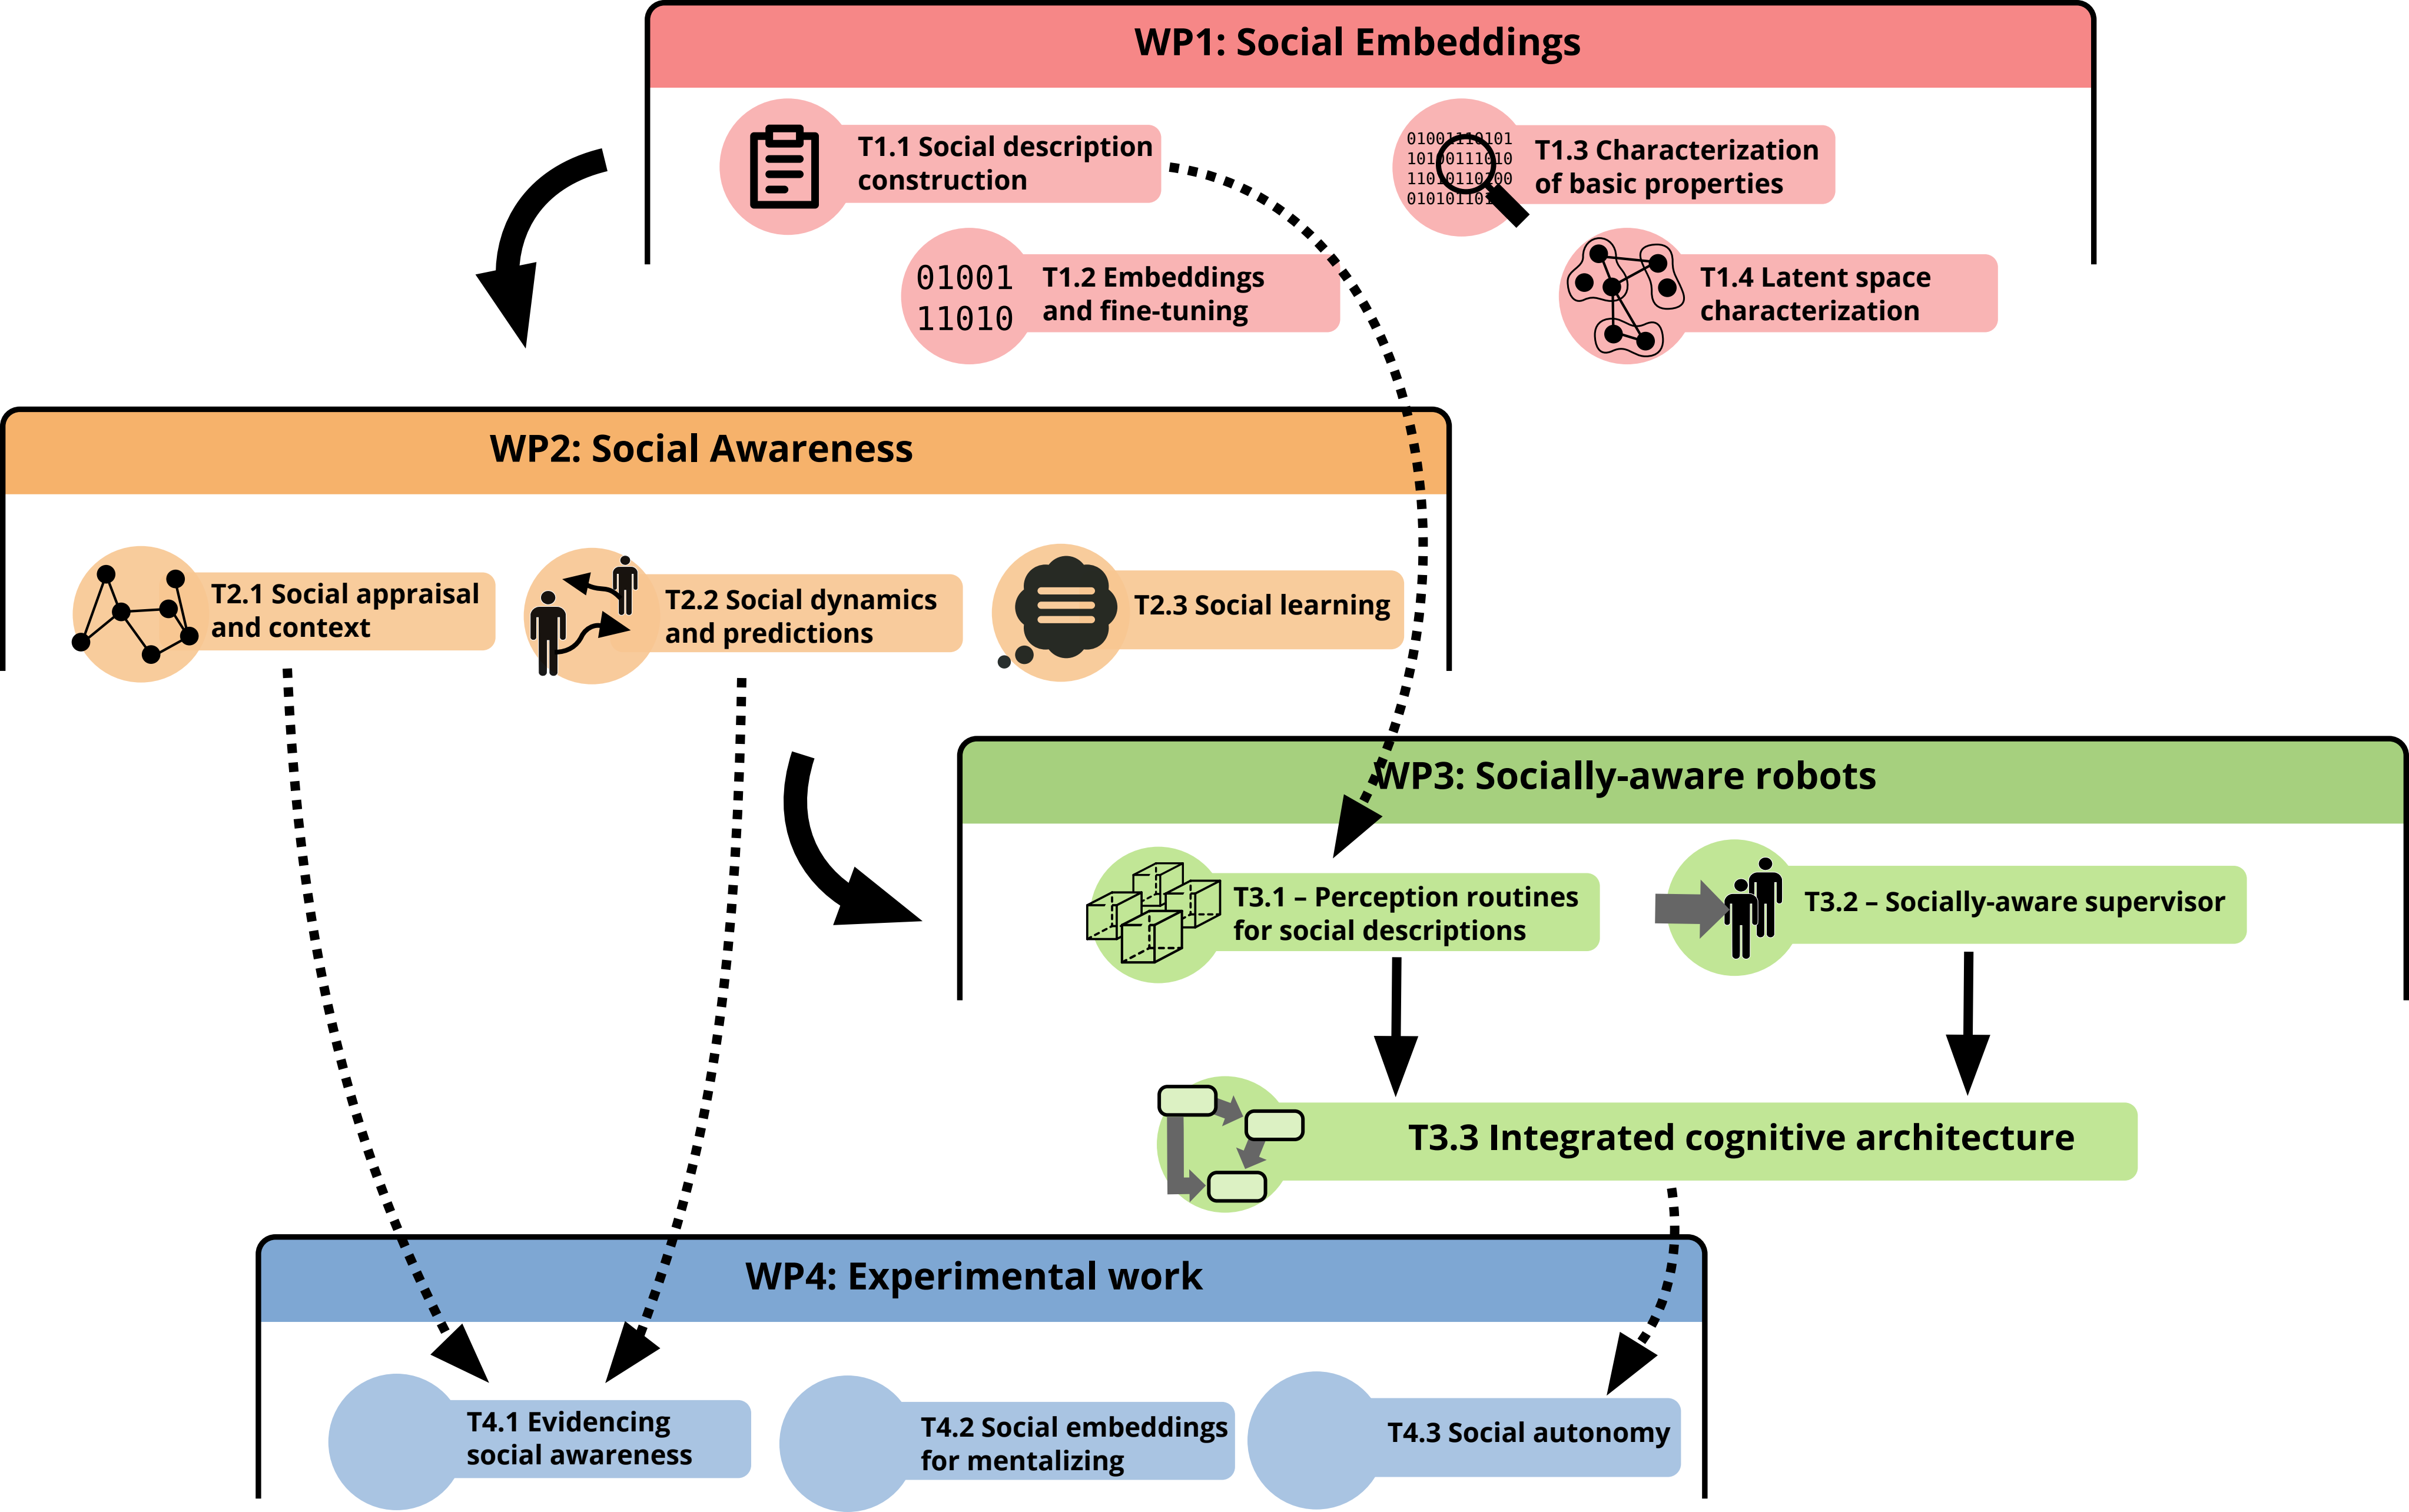 WP1: Social Embeddings
T1.1 Social description
construction
01001110101
10100111010
11010110100
T1.3 Characterization
of basic properties
01001
11010
T1.2 Embeddings
and fine-tuning
T1.4 Latent space
characterization
WP2: Social Awareness
T2.1 Social appraisal
and context
T2.2 Social dynamics
and predictions
T2.3 Social learning
WP3: Socially-aware robots
T3.1 – Perception routines
for social descriptions
T3.2 – Socially-aware supervisor
T3.3 Integrated cognitive architecture
WP4: Experimental work
T4.1 Evidencing
social awareness
T4.2 Social embeddings
for mentalizing
T4.3 Social autonomy